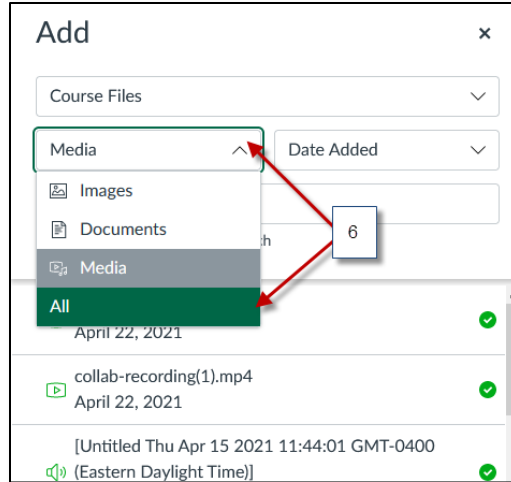 Add
Course Files
Media
Date Added
Images
Documents
Media
All
6
April 22, 2021
collab-recording(1).mp4
April 22, 2021
[Untitled Thu Apr 15 2021 11:44:01 GMT-0400
(Eastern Daylight Time)]